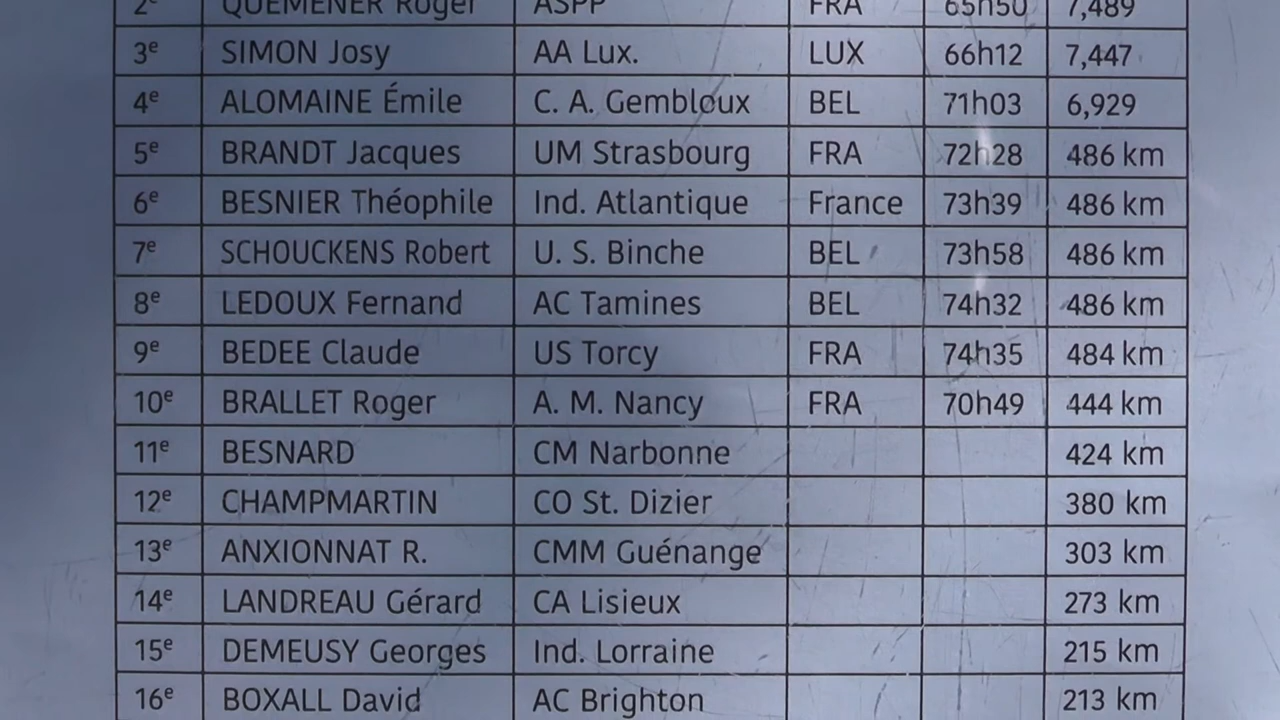 2e QUEMENER Roger ASPP FRA 65h50 7,489
3e SIMON Josy AA Lux. LUX 66h12 7,447
4e ALOMAINE Émile C. A. Gembloux BEL 71h03 6,929
5e BRANDT Jacques UM Strasbourg FRA 72h28 486 km
6e BESNIER Théophile Ind. Atlantique France 73h39 486 km
7e SCHOUCKENS Robert U. S. Binche BEL 73h58 486 km
8e LEDOUX Fernand AC Tamines BEL 74h32 486 km
9e BEDEE Claude US Torcy FRA 74h35 484 km
10e BRALLET Roger A. M. Nancy FRA 70h49 444 km
11e BESNARD CM Narbonne 424 km
12e CHAMPMARTIN CO St. Dizier 380 km
13e ANXIONNAT R. CMM Guénange 303 km
14e LANDREAU Gérard CA Lisieux 273 km
15e DEMEUSY Georges Ind. Lorraine 215 km
16e BOXALL David AC Brighton 213 km